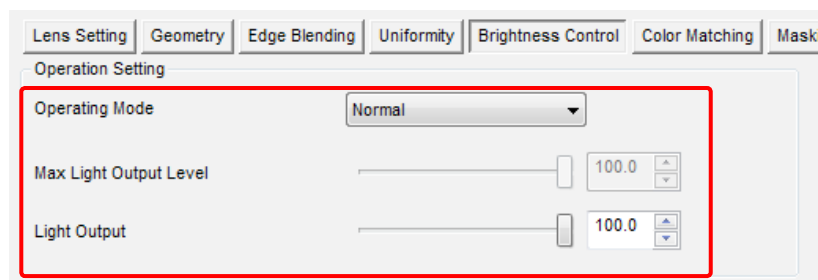 Lens Setting Geometry Edge Blending Uniformity Brightness Control Color Matching Mask
Operation Setting
Operating Mode Normal
Max Light Output Level 100.0
Light Output 100.0